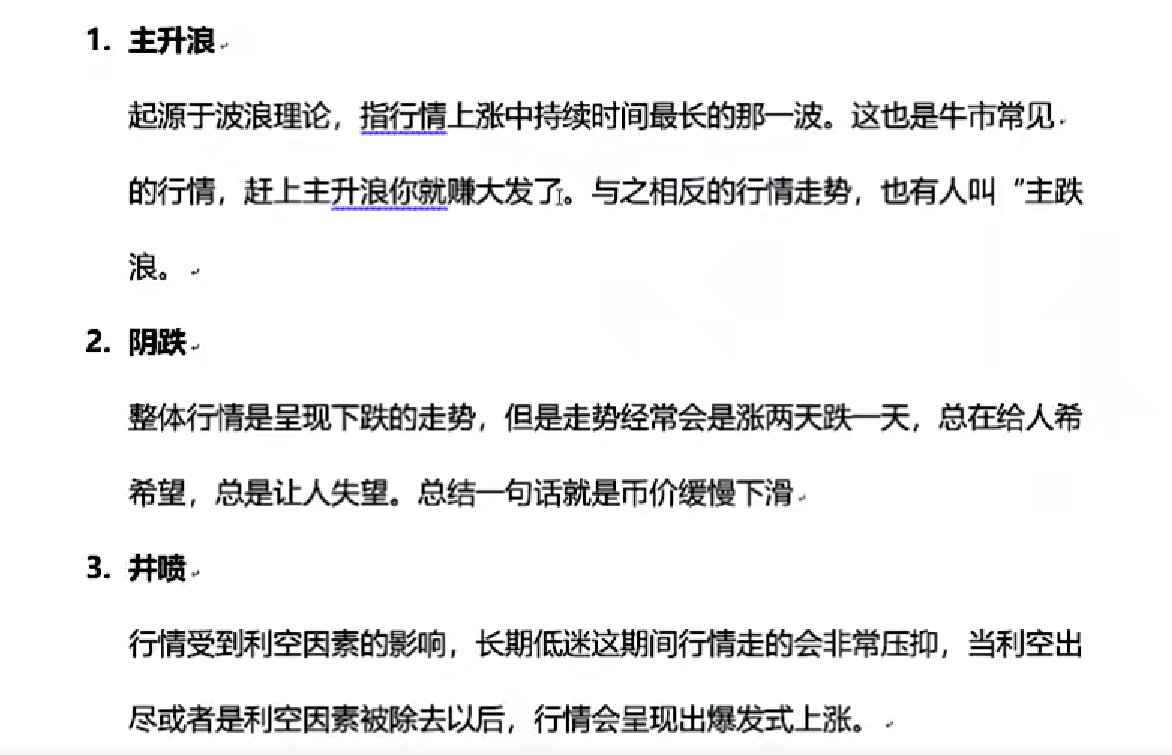 1. 主升浪
起源于波浪理论，指行情上涨中持续时间最长的那一波。这也是牛市常见
的行情，赶上主升浪你就赚大发了。与之相反的行情走势，也有人叫“主跌
浪。
2. 阴跌
整体行情是呈现下跌的走势，但是走势经常会是涨两天跌一天，总在给人希
希望，总是让人失望。总结一句话就是币价缓慢下滑
3. 井喷
行情受到利空因素的影响，长期低迷这期间行情走的会非常压抑，当利空出
尽或者是利空因素被除去以后，行情会呈现出爆发式上涨。